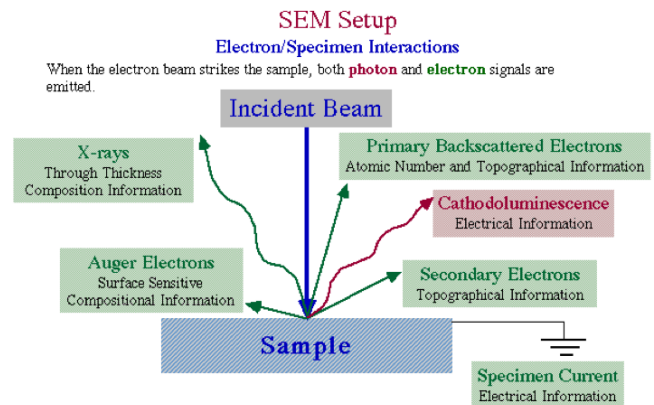 SEM Setup
Electron/Specimen Interactions
When the electron beam strikes the sample, both photon and electron signals are
emitted.
Incident Beam
X-rays
Through Thickness
Composition Information
Primary Backscattered Electrons
Atomic Number and Topographical Information
Cathodoluminescence
Electrical Information
Auger Electrons
Surface Sensitive
Compositional Information
Secondary Electrons
Topographical Information
Sample
Specimen Current
Electrical Information